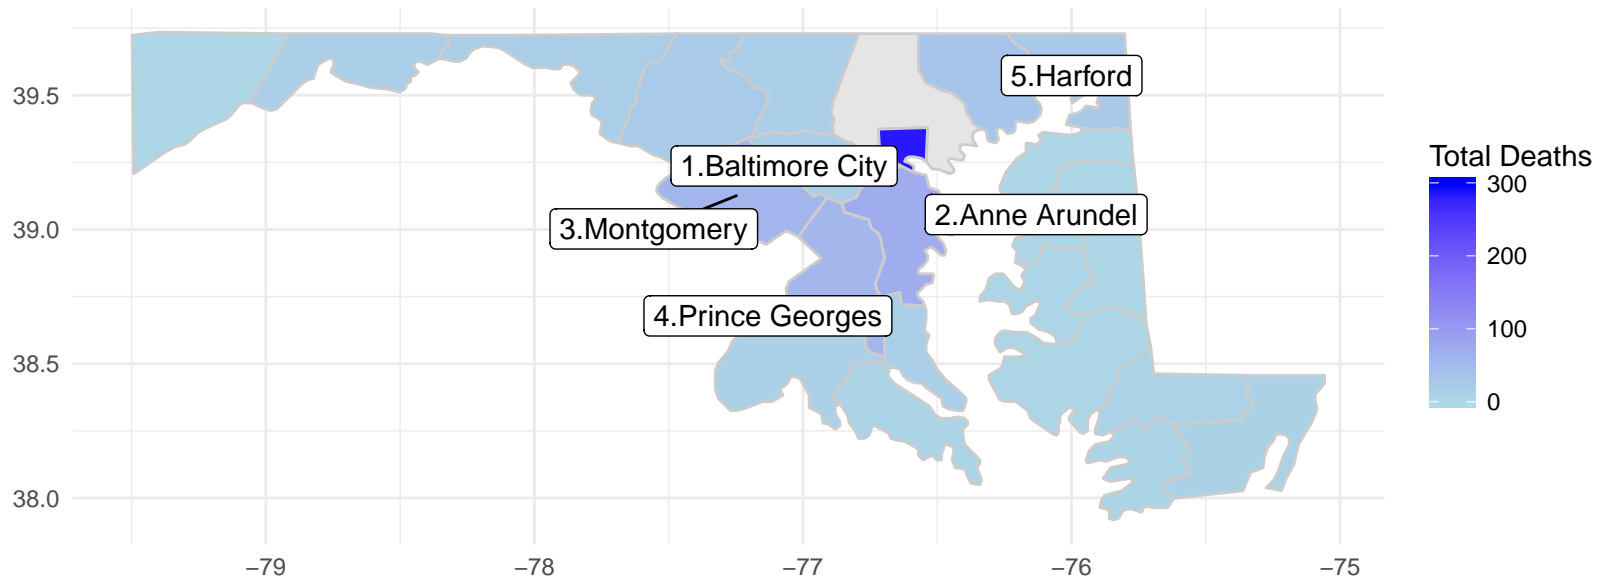 39.5
39.0
38.5
38.0
−79
−78
−77
−76
−75
5.Harford
1.Baltimore City
2.Anne Arundel
3.Montgomery
4.Prince Georges
Total Deaths
300
200
100
0